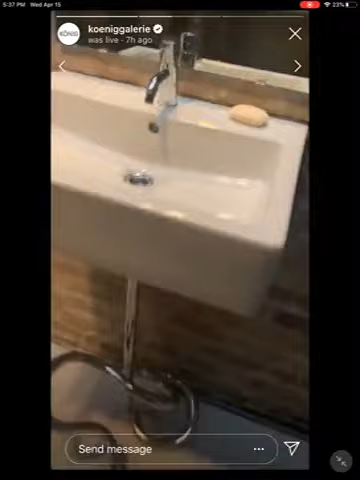 5:37 PM Wed Apr 15
23%
KÖNIG
koeniggalerie
was live · 7h ago
Send message